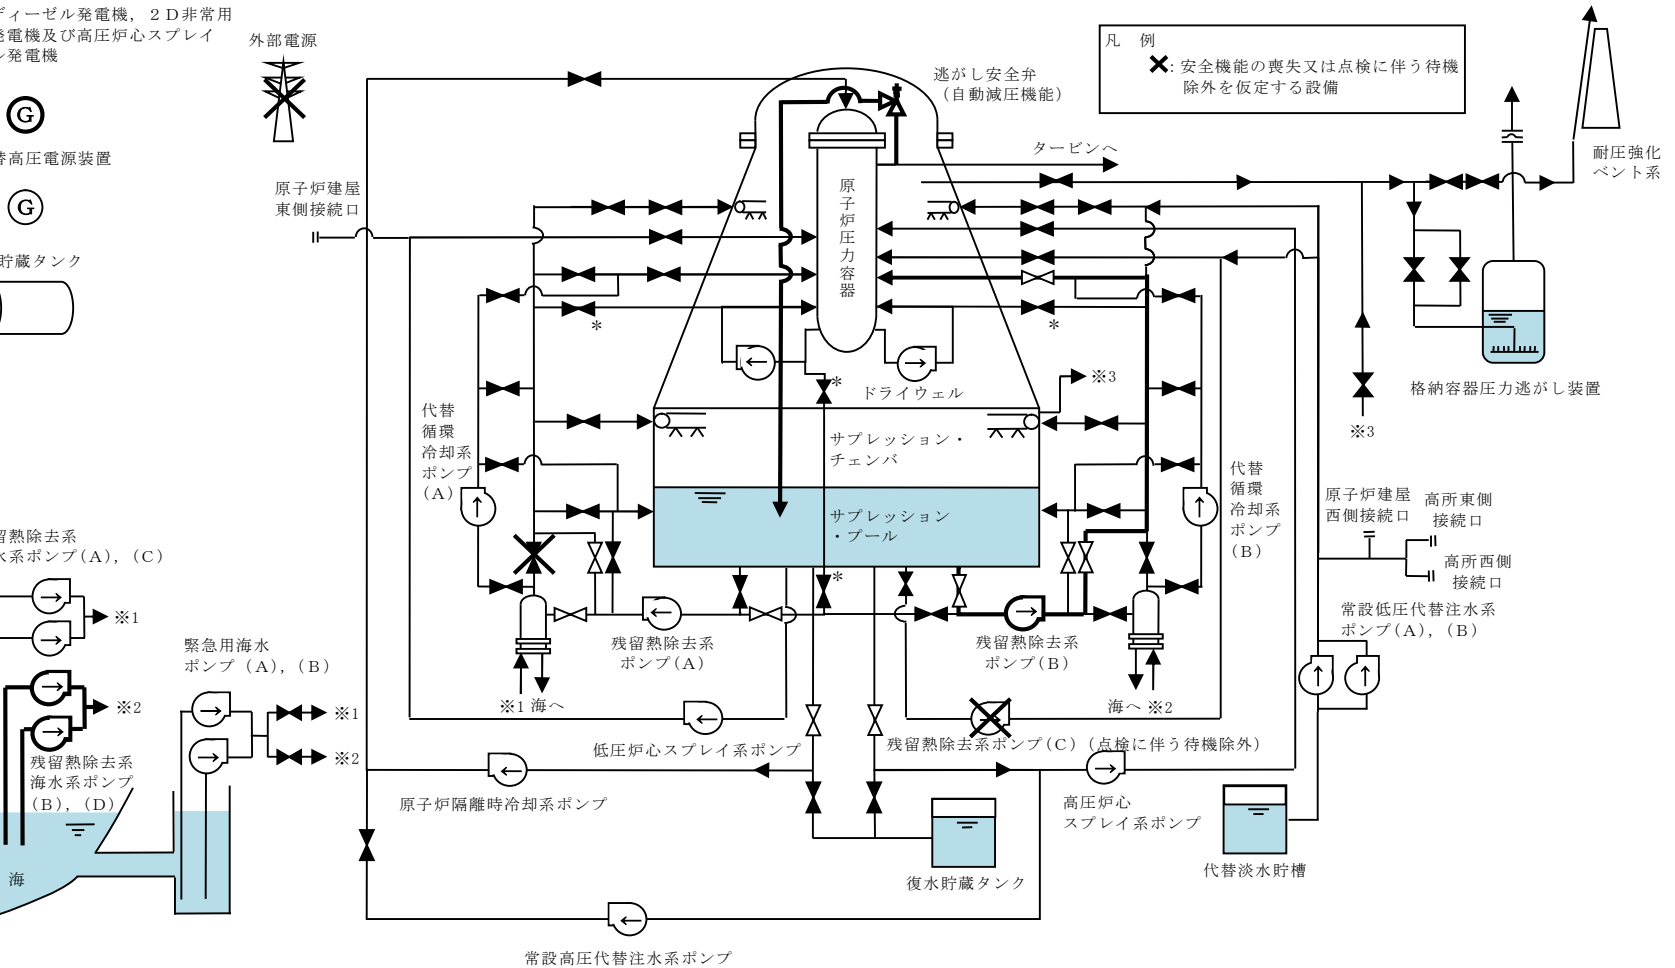 ディーゼル発電機,２D非常用
発電機及び高圧炉心スプレイ
ル発電機
外部電源
G
替高圧電源装置
G
貯蔵タンク
原子炉建屋
東側接続口
逃がし安全弁
（自動減圧機能）
凡　例
：安全機能の喪失又は点検に伴う待機
除外を仮定する設備
タービンへ
耐圧強化
ベント系
原子炉圧力容器
＊
＊
＊
ドライウェル
※3
※3
格納容器圧力逃がし装置
代替
循環
冷却系
ポンプ
(A)
サプレッション・
チェンバ
サプレッション
・プール
＊
代替
循環
冷却系
ポンプ
(B)
原子炉建屋
西側接続口
高所東側
接続口
高所西側
接続口
常設低圧代替注水系
ポンプ(A),(B)
留熱除去系
水系ポンプ(A),(C)
※1
※2
緊急用海水
ポンプ(A),(B)
※1
※2
残留熱除去系
海水系ポンプ
(B),(D)
海
残留熱除去系
ポンプ(A)
残留熱除去系
ポンプ(B)
※1 海へ
海へ ※2
低圧炉心スプレイ系ポンプ
残留熱除去系ポンプ(C)(点検に伴う待機除外)
原子炉隔離時冷却系ポンプ
高圧炉心
スプレイ系ポンプ
復水貯蔵タンク
代替淡水貯槽
常設高圧代替注水系ポンプ